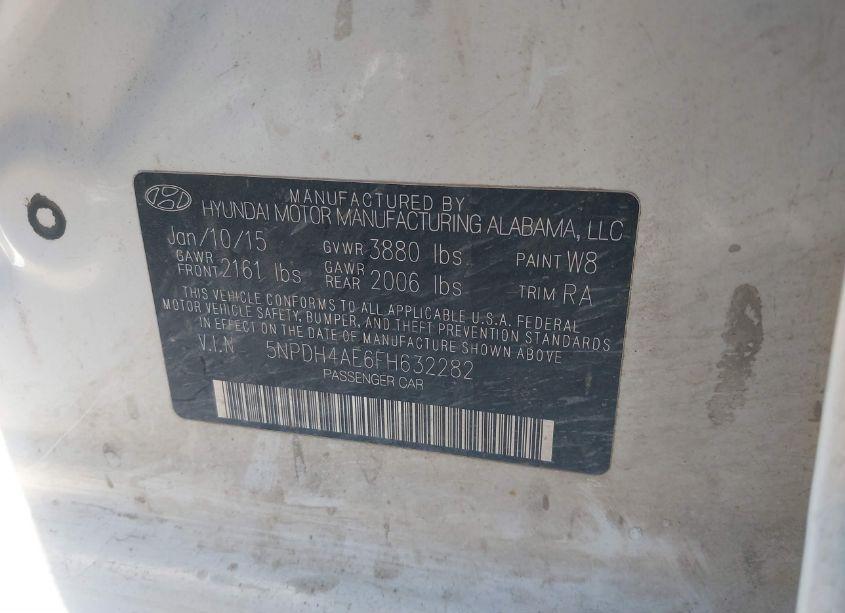 MANUFACTURED BY
HYUNDAI MOTOR MANUFACTURING ALABAMA, LLC
Jan/10/15 GVWR 3880 lbs PAINT W8
GAWR FRONT 2161 lbs GAWR REAR 2006 lbs TRIM RA
THIS VEHICLE CONFORMS TO ALL APPLICABLE U.S.A. FEDERAL
MOTOR VEHICLE SAFETY, BUMPER, AND THEFT PREVENTION STANDARDS
IN EFFECT ON THE DATE OF MANUFACTURE SHOWN ABOVE
V.I.N 5NPDH4AE6FH632282
PASSENGER CAR